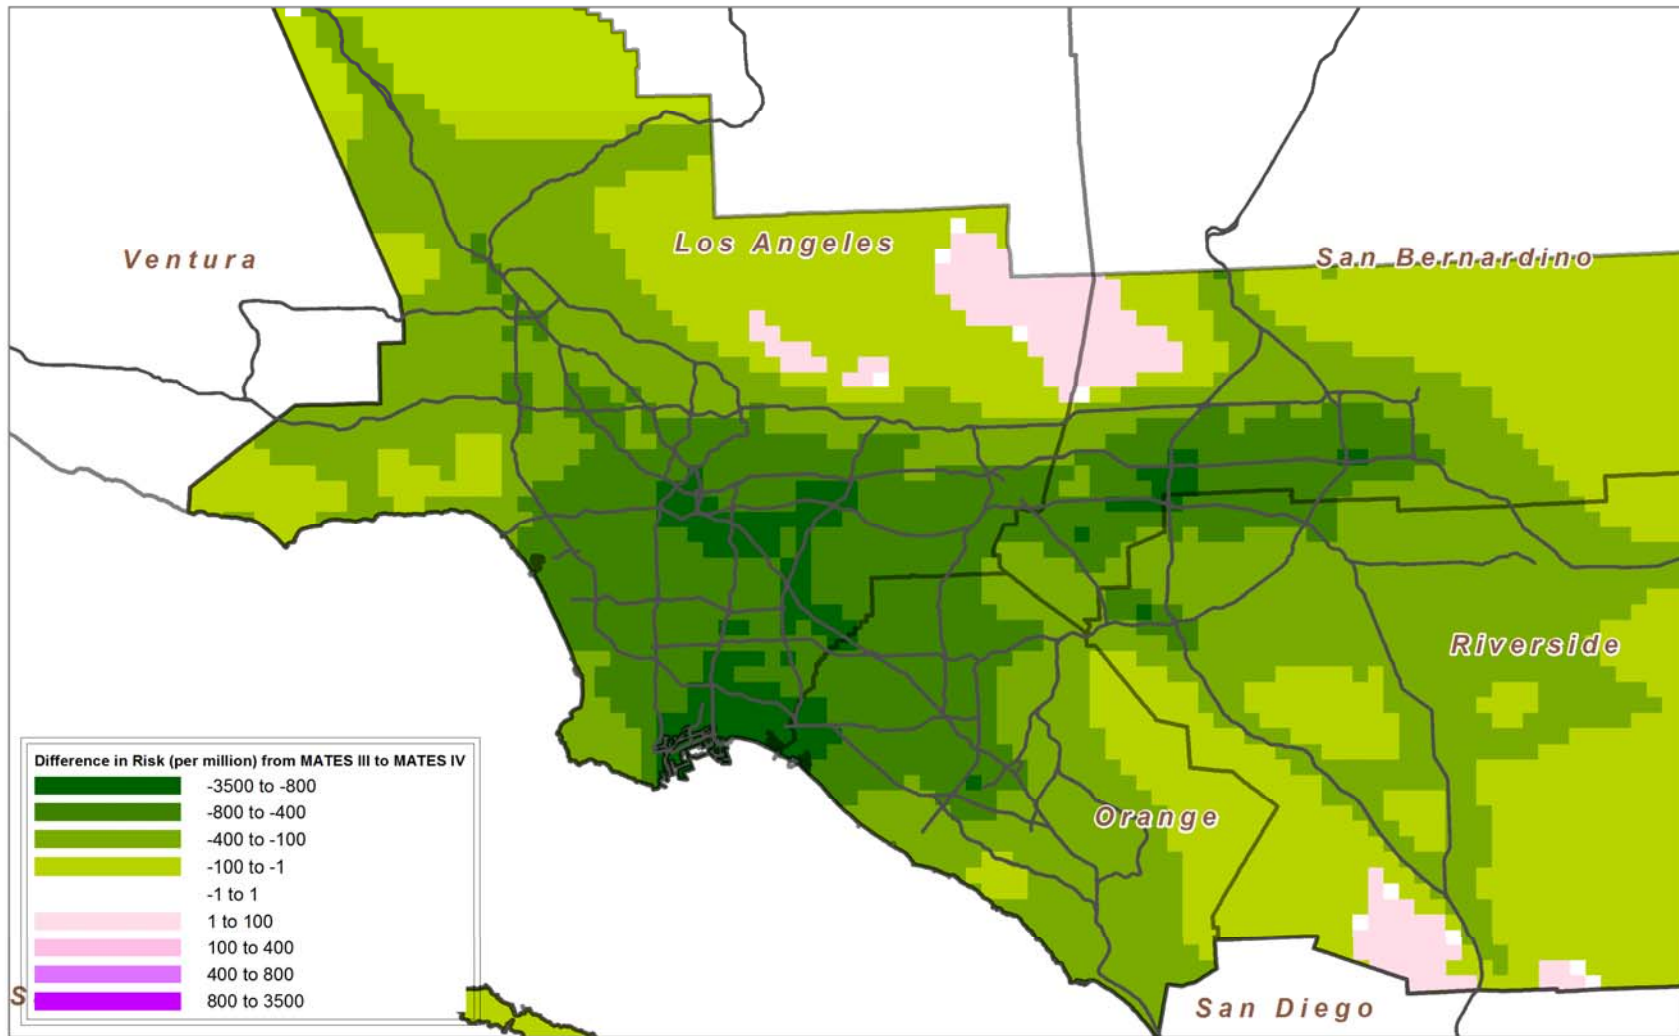 Los Angeles
San Bernardino
Ventura
Riverside
Orange
San Diego
S
Difference in Risk (per million) from MATES III to MATES IV
-3500 to -800
-800 to -400
-400 to -100
-100 to -1
-1 to 1
1 to 100
100 to 400
400 to 800
800 to 3500